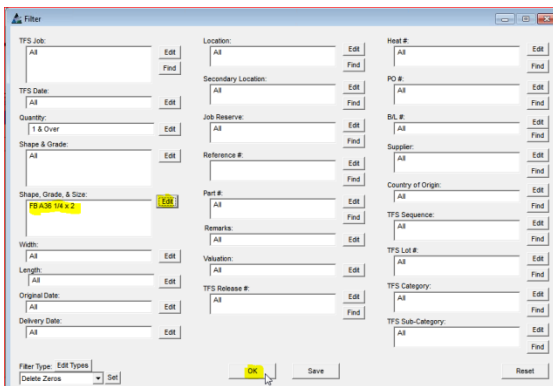 Filter
TFS Job:
All
Edit
Find
TFS Date:
All
Edit
Quantity:
1 & Over
Edit
Shape & Grade:
All
Edit
Shape, Grade, & Size:
FB A36 1/4 x 2
Edit
Width:
All
Edit
Length:
All
Edit
Original Date:
All
Edit
Delivery Date:
All
Edit
Filter Type:
Edit Types
Delete Zeros
Set
Location:
All
Edit
Find
Secondary Location:
All
Edit
Find
Job Reserve:
All
Edit
Find
Reference #:
All
Edit
Find
Part #:
All
Edit
Find
Remarks:
All
Edit
Valuation:
All
Edit
TFS Release #:
All
Edit
Find
OK
Save
Heat #:
All
Edit
Find
PO #:
All
Edit
Find
B/L #:
All
Edit
Find
Supplier:
All
Edit
Find
Country of Origin:
All
Edit
Find
TFS Sequence:
All
Edit
Find
TFS Lot #:
All
Edit
Find
TFS Category:
All
Edit
Find
TFS Sub-Category:
All
Edit
Find
Reset